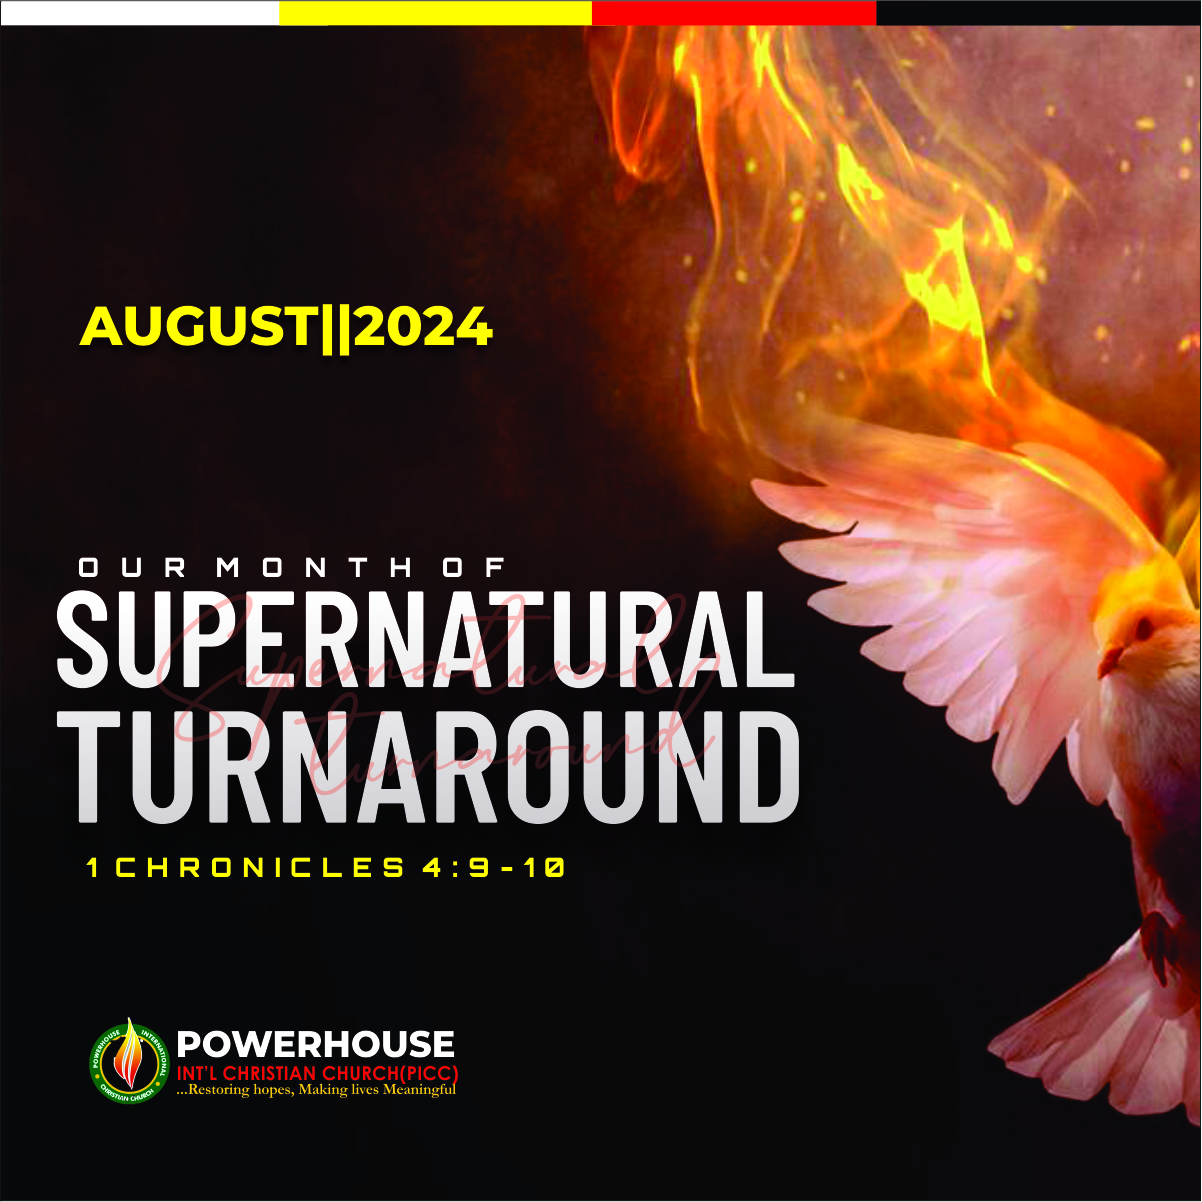 AUGUST||2024
OUR MONTH OF
SUPERNATURAL
Supernatural
TURNAROUND
turnaround
1 CHRONICLES 4:9-10
POWERHOUSE INTERNATIONAL
CHRISTIAN CHURCH
POWERHOUSE
INT'L CHRISTIAN CHURCH(PICC)
...Restoring hopes, Making lives Meaningful